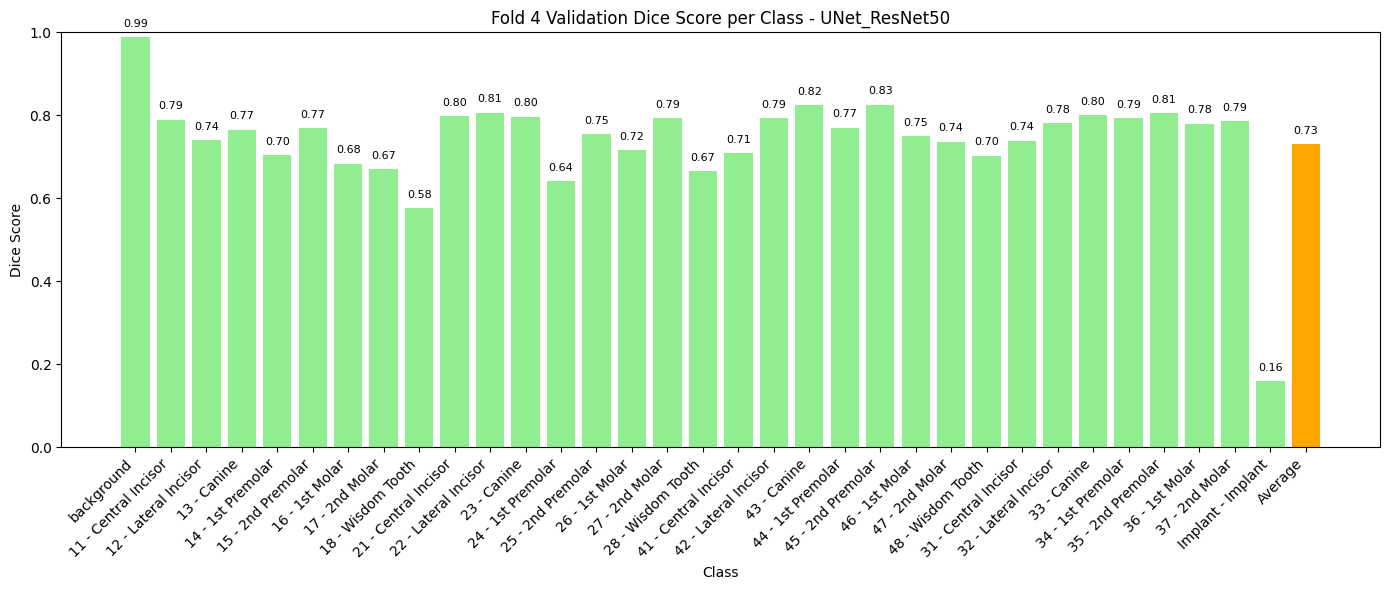 Fold 4 Validation Dice Score per Class - UNet_ResNet50
Dice Score
1.0
0.8
0.6
0.4
0.2
0.0
0.99
0.79
0.74
0.77
0.70
0.77
0.68
0.67
0.58
0.80
0.81
0.80
0.64
0.75
0.72
0.79
0.67
0.71
0.79
0.82
0.77
0.83
0.75
0.74
0.70
0.74
0.78
0.80
0.79
0.81
0.78
0.79
0.16
0.73
background
11 - Central Incisor
12 - Lateral Incisor
13 - Canine
14 - 1st Premolar
15 - 2nd Premolar
16 - 1st Molar
17 - 2nd Molar
18 - Wisdom Tooth
21 - Central Incisor
22 - Lateral Incisor
23 - Canine
24 - 1st Premolar
25 - 2nd Premolar
26 - 1st Molar
27 - 2nd Molar
28 - Wisdom Tooth
41 - Central Incisor
42 - Lateral Incisor
43 - Canine
44 - 1st Premolar
45 - 2nd Premolar
46 - 1st Molar
47 - 2nd Molar
48 - Wisdom Tooth
31 - Central Incisor
32 - Lateral Incisor
33 - Canine
34 - 1st Premolar
35 - 2nd Premolar
36 - 1st Molar
37 - 2nd Molar
Implant - Implant
Average
Class